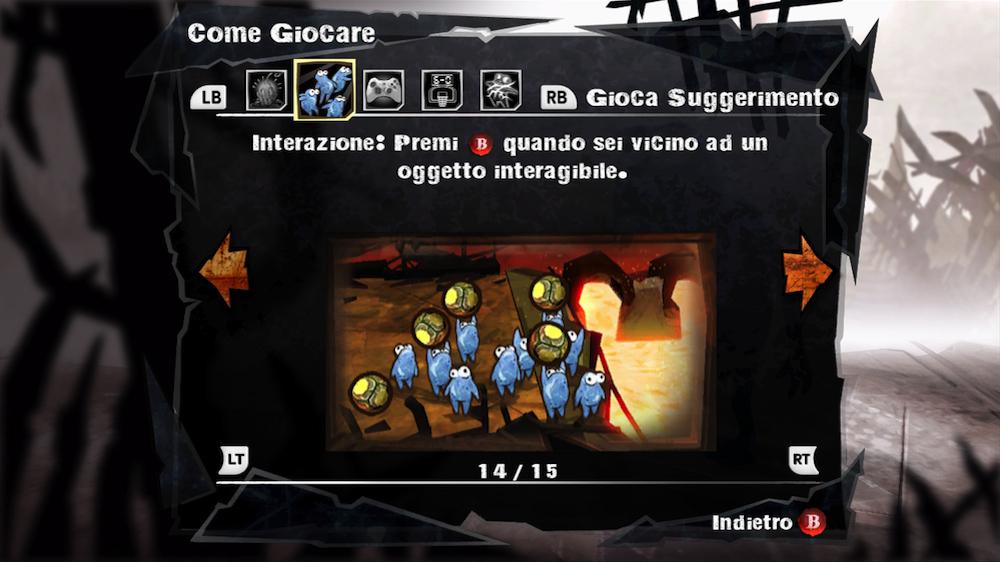 Come Giocare
LB
S-C
RB
Gioca Suggerimento
Interazione: Premi B quando sei vicino ad un
oggetto interagibile.
LT
14/15
RT
Indietro B